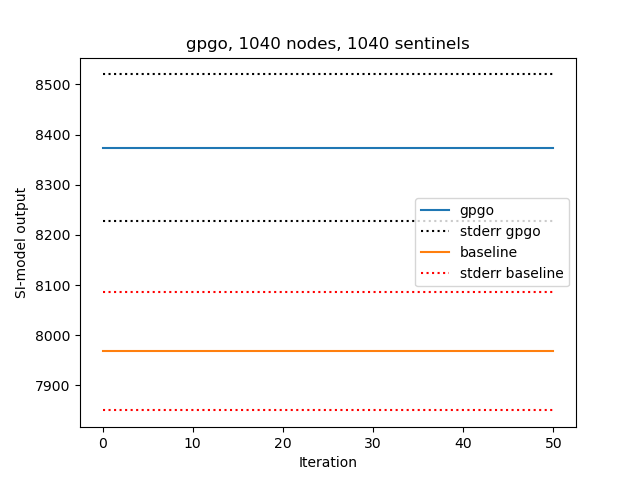 gpgo, 1040 nodes, 1040 sentinels
8500
8400
8300
8200
8100
8000
7900
SI-model output
gpgo
stderr gpgo
baseline
stderr baseline
0 10 20 30 40 50
Iteration